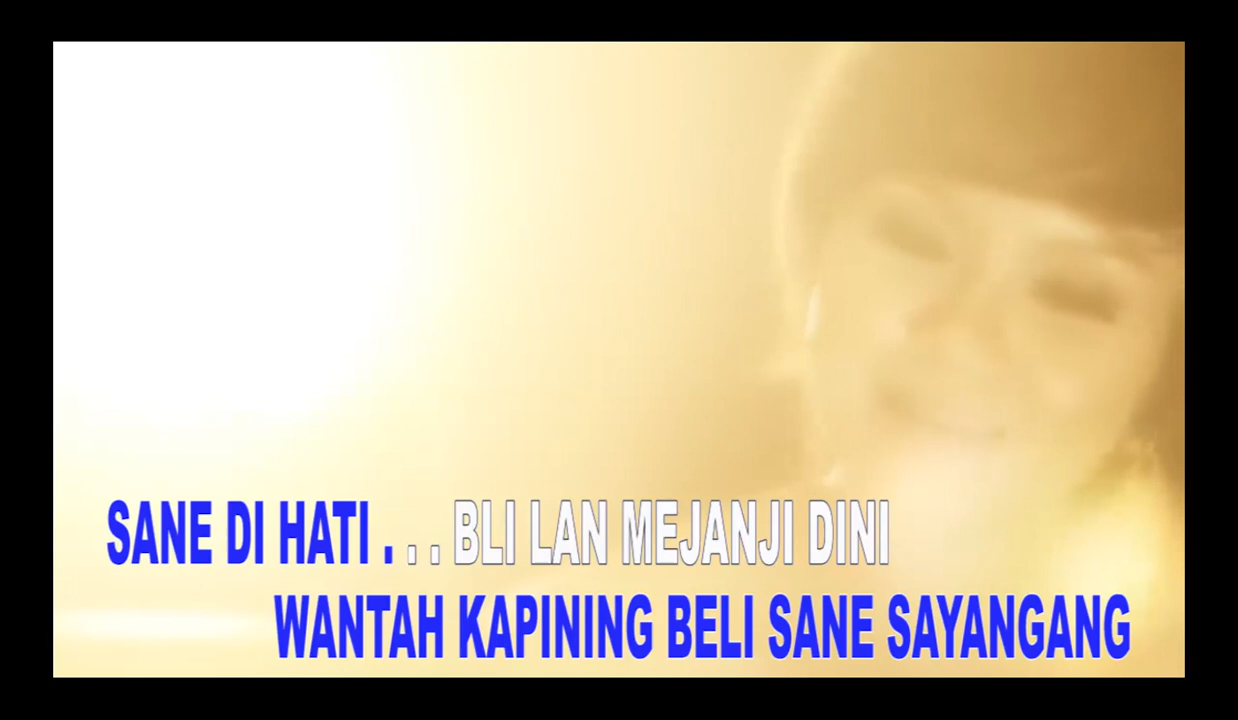 SANE DI HATI . . . BLI LAN MEJANJI DINI
WANTAH KAPINING BELI SANE SAYANGANG